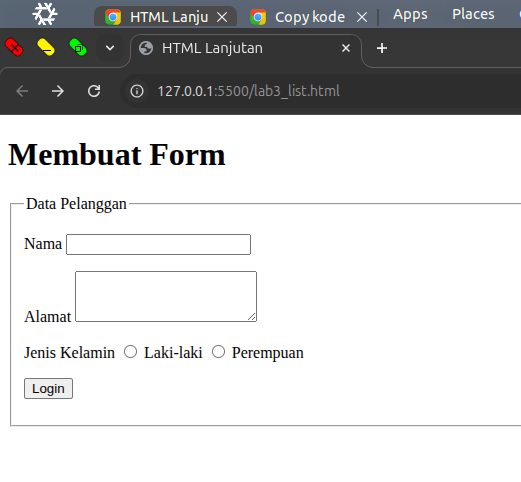 HTML Lanju
Copy kode
Apps
Places
HTML Lanjutan
127.0.0.1:5500/lab3_list.html
Membuat Form
Data Pelanggan
Nama
Alamat
Jenis Kelamin Laki-laki Perempuan
Login